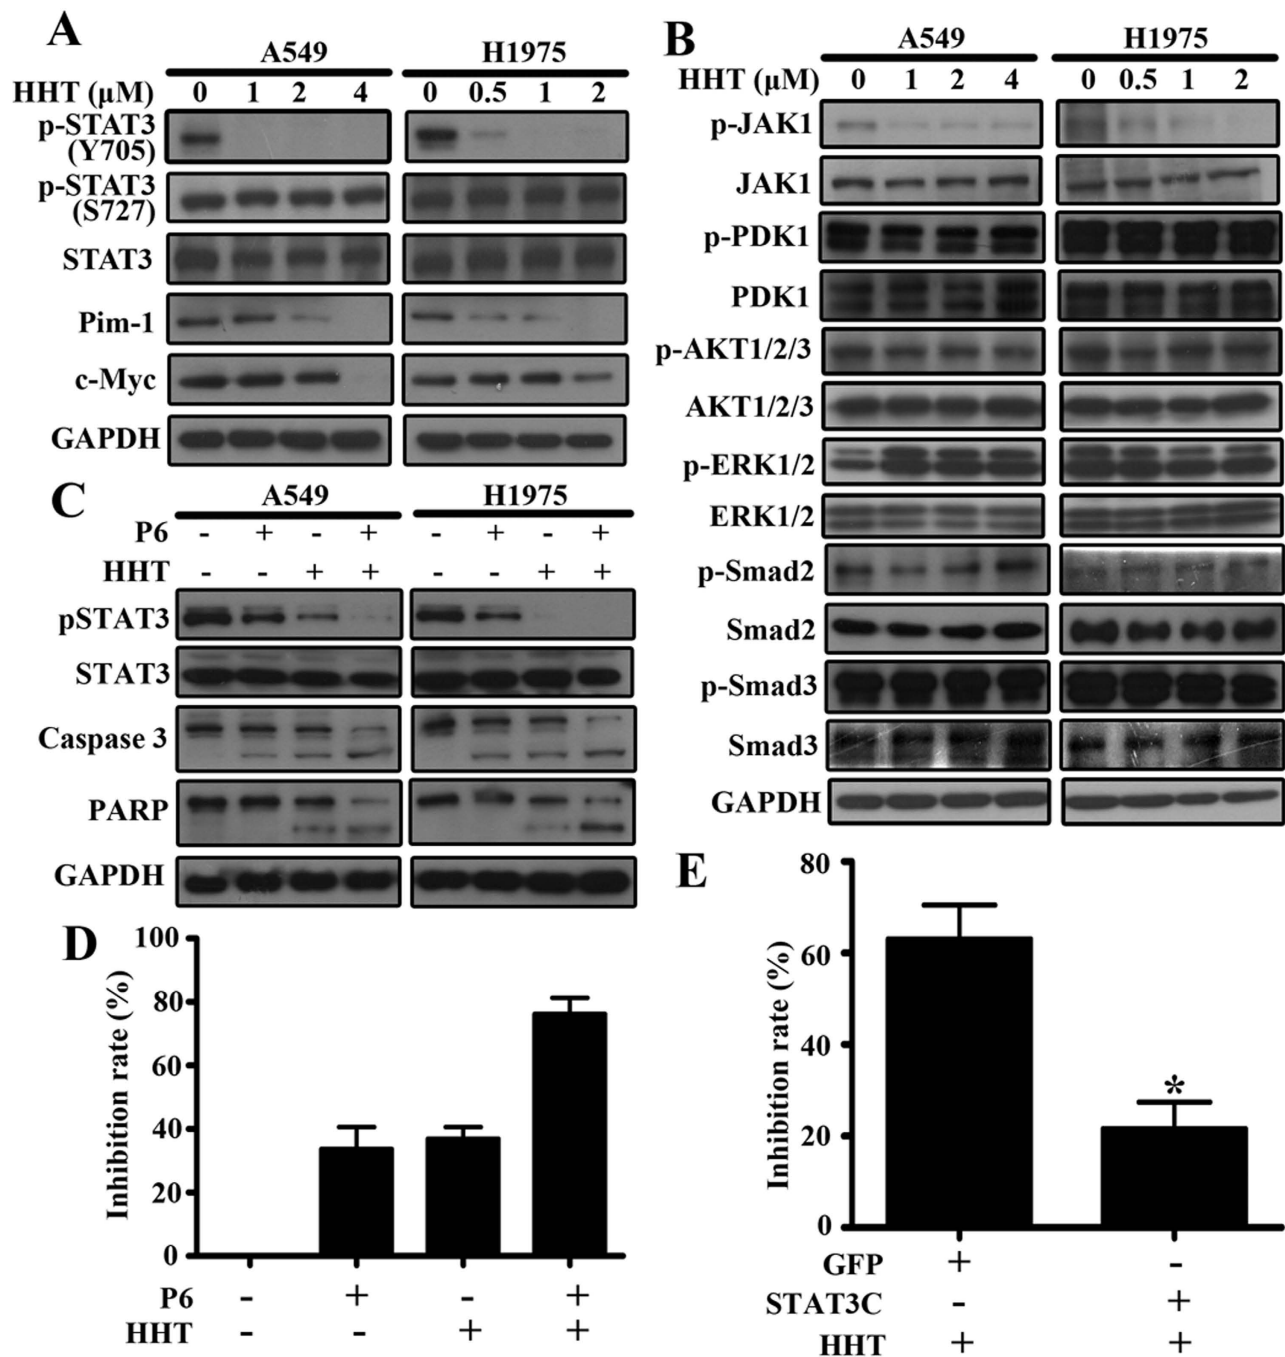 A
A549 H1975
HHT (μM) 0 1 2 4 0 0.5 1 2
p-STAT3
(Y705)
p-STAT3
(S727)
STAT3
Pim-1
c-Myc
GAPDH
B
A549 H1975
HHT (μM) 0 1 2 4 0 0.5 1 2
p-JAK1
JAK1
p-PDK1
PDK1
p-AKT1/2/3
AKT1/2/3
p-ERK1/2
ERK1/2
p-Smad2
Smad2
p-Smad3
Smad3
GAPDH
C
A549 H1975
P6 - + - + - + - +
HHT - - + + - - + +
pSTAT3
STAT3
Caspase 3
PARP
GAPDH
D
Inhibition rate (%)
100
80
60
40
20
0
P6 - + - +
HHT - - + +
E
Inhibition rate (%)
80
60
40
20
0
*
GFP + -
STAT3C - +
HHT + +